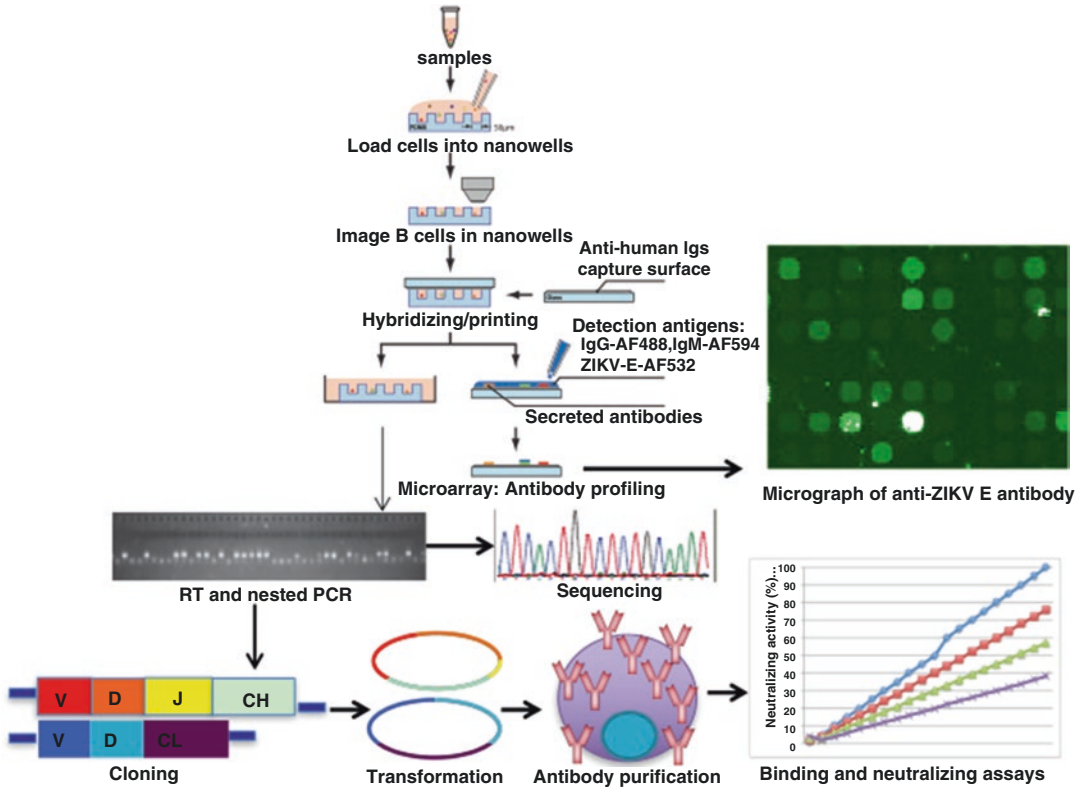 samples
50µm
Load cells into nanowells
Image B cells in nanowells
Anti-human Igs
capture surface
Glass
Hybridizing/printing
Detection antigens:
IgG-AF488,IgM-AF594
ZIKV-E-AF532
Secreted antibodies
Microarray: Antibody profiling
Micrograph of anti-ZIKV E antibody
RT and nested PCR
Sequencing
V D J CH
V D CL
Cloning
Transformation
Antibody purification
Neutralizing activity (%)...
100
90
80
70
60
50
40
30
20
10
0
Binding and neutralizing assays